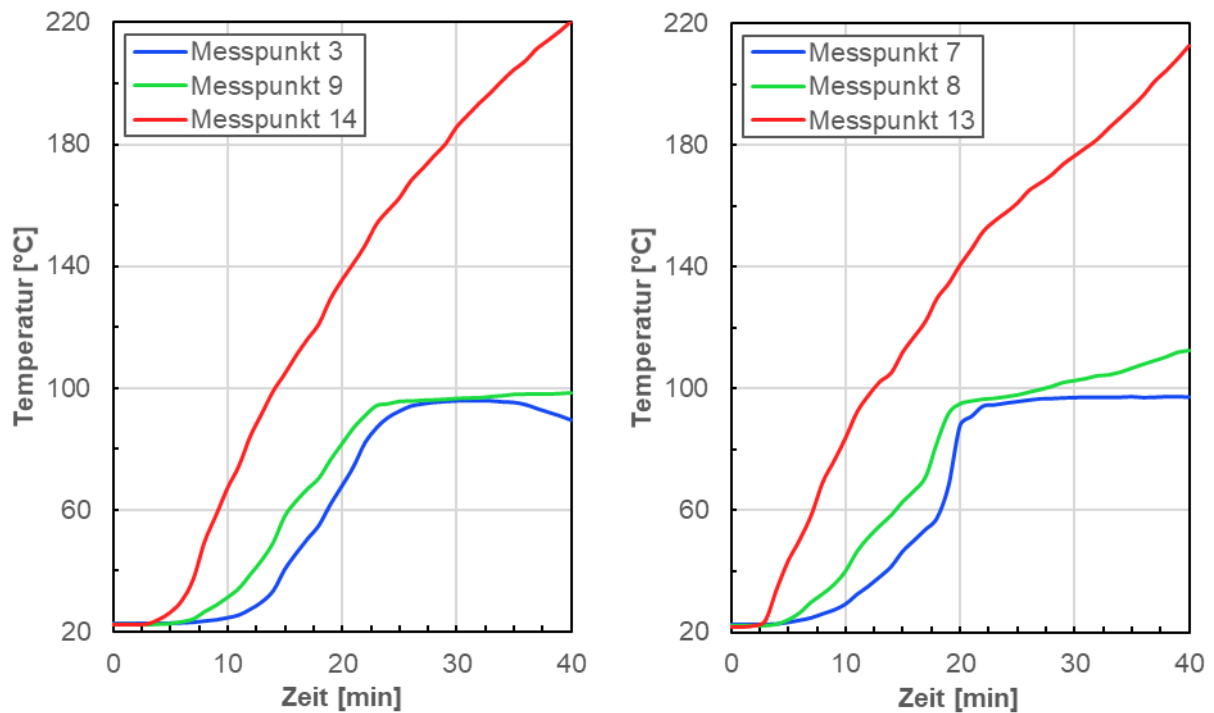 220
180
140
100
60
20
Temperatur [°C]
Messpunkt 3
Messpunkt 9
Messpunkt 14
0 10 20 30 40
Zeit [min]
220
180
140
100
60
20
Temperatur [°C]
Messpunkt 7
Messpunkt 8
Messpunkt 13
0 10 20 30 40
Zeit [min]